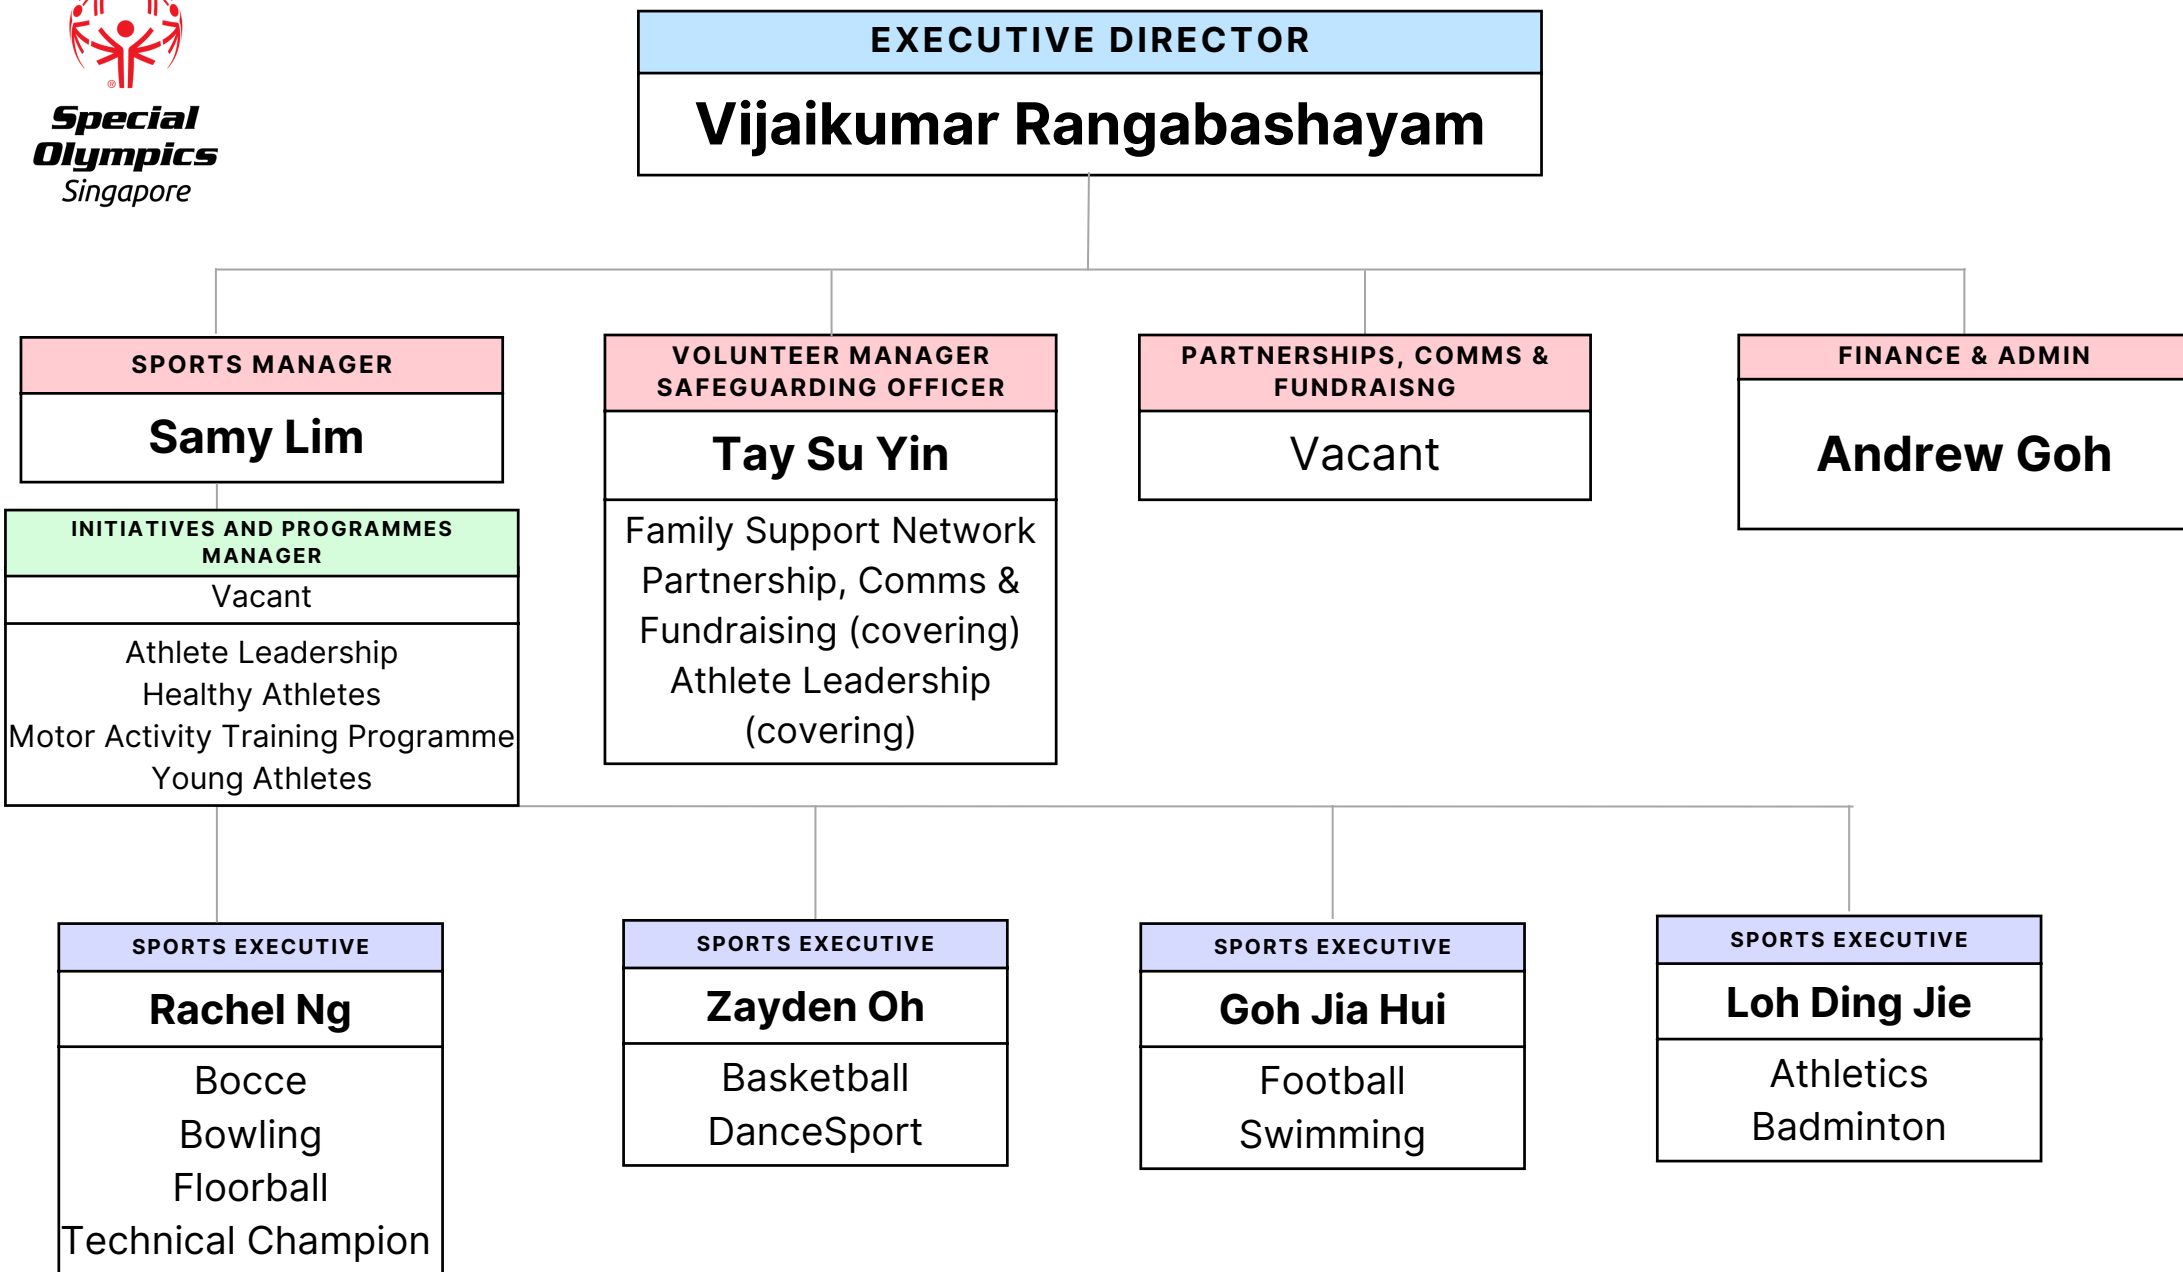 Special
Olympics
Singapore
EXECUTIVE DIRECTOR
Vijaikumar Rangabashayam
SPORTS MANAGER
Samy Lim
VOLUNTEER MANAGER
SAFEGUARDING OFFICER
Tay Su Yin
Family Support Network
Partnership, Comms &
Fundraising (covering)
Athlete Leadership
(covering)
PARTNERSHIPS, COMMS &
FUNDRAISNG
Vacant
FINANCE & ADMIN
Andrew Goh
INITIATIVES AND PROGRAMMES
MANAGER
Vacant
Athlete Leadership
Healthy Athletes
Motor Activity Training Programme
Young Athletes
SPORTS EXECUTIVE
Rachel Ng
Bocce
Bowling
Floorball
Technical Champion
SPORTS EXECUTIVE
Zayden Oh
Basketball
DanceSport
SPORTS EXECUTIVE
Goh Jia Hui
Football
Swimming
SPORTS EXECUTIVE
Loh Ding Jie
Athletics
Badminton